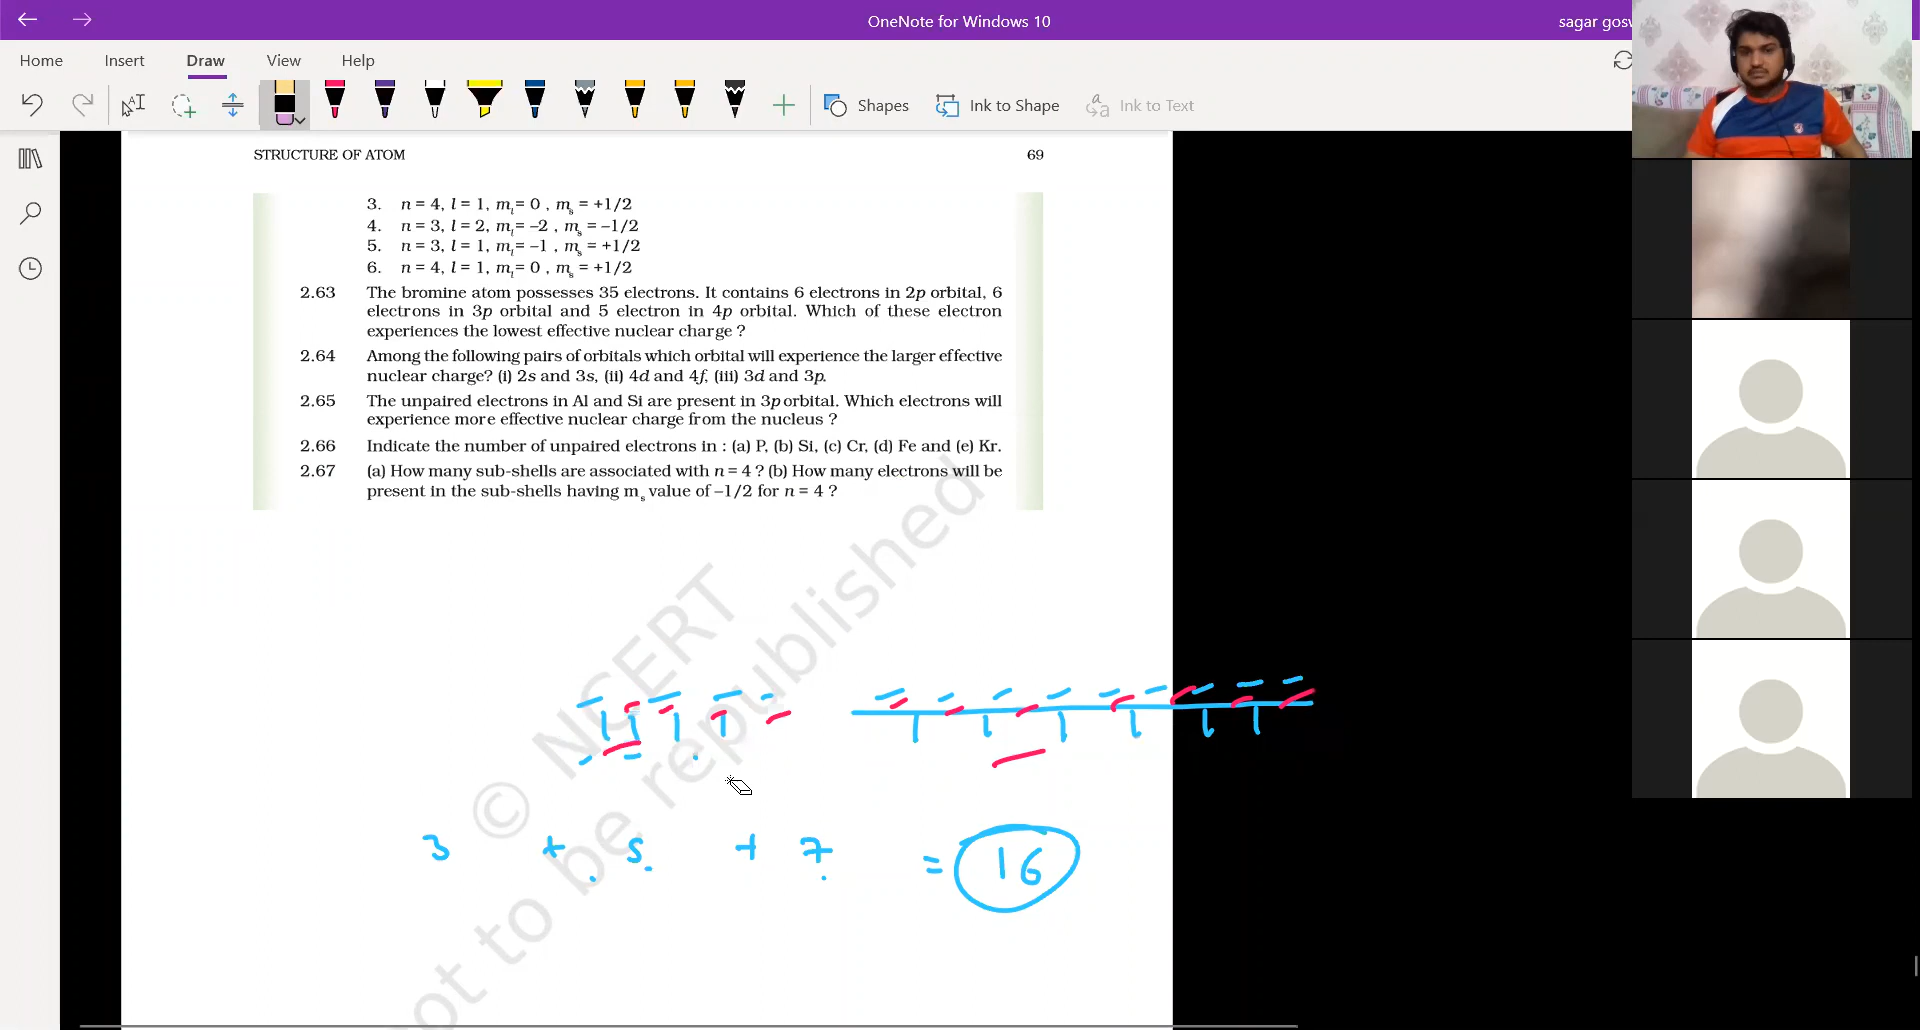 OneNote for Windows 10
sagar gosw
Home Insert Draw View Help
Shapes Ink to Shape Ink to Text
STRUCTURE OF ATOM 69
3. n = 4, l = 1, ml = 0 , ms = +1/2
4. n = 3, l = 2, ml = –2 , ms = –1/2
5. n = 3, l = 1, ml = –1 , ms = +1/2
6. n = 4, l = 1, ml = 0 , ms = +1/2
2.63 The bromine atom possesses 35 electrons. It contains 6 electrons in 2p orbital, 6
electrons in 3p orbital and 5 electron in 4p orbital. Which of these electron
experiences the lowest effective nuclear charge ?
2.64 Among the following pairs of orbitals which orbital will experience the larger effective
nuclear charge? (i) 2s and 3s, (ii) 4d and 4f, (iii) 3d and 3p.
2.65 The unpaired electrons in Al and Si are present in 3p orbital. Which electrons will
experience more effective nuclear charge from the nucleus ?
2.66 Indicate the number of unpaired electrons in : (a) P, (b) Si, (c) Cr, (d) Fe and (e) Kr.
2.67 (a) How many sub-shells are associated with n = 4 ? (b) How many electrons will be
present in the sub-shells having ms value of –1/2 for n = 4 ?
© NCERT
not to be republished
3 + 5 + 7 = 16